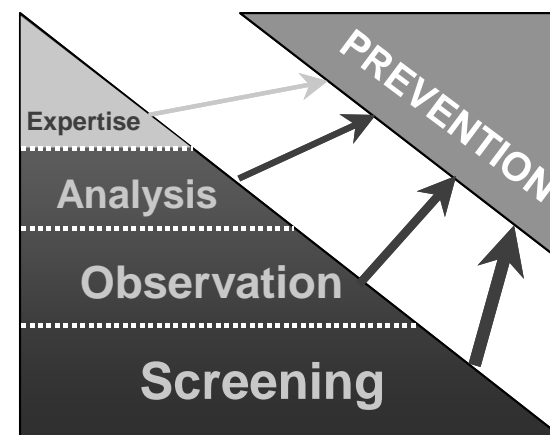 PREVENTION
Expertise
Analysis
Observation
Screening